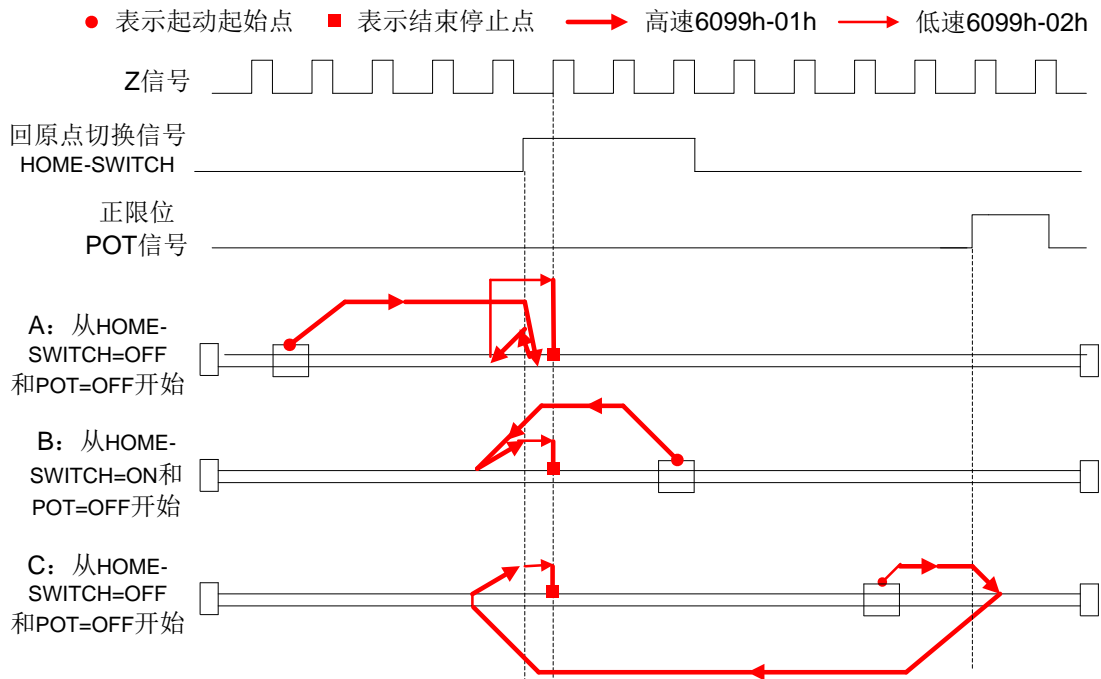 表示起动起始点 表示结束停止点 高速6099h-01h 低速6099h-02h
Z信号
回原点切换信号
HOME-SWITCH
正限位
POT信号
A：从HOME-
SWITCH=OFF
和POT=OFF开始
B：从HOME-
SWITCH=ON和
POT=OFF开始
C：从HOME-
SWITCH=OFF
和POT=OFF开始